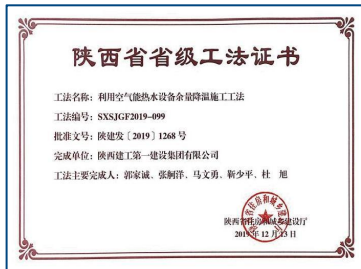 陕西省省级工法证书
工法名称：利用空气能热水设备余量降温施工工法
工法编号：SXSJGF2019-099
批准文号：陕建发〔2019〕1268号
完成单位：陕西建工第一建设集团有限公司
工法主要完成人：郭家诚、张舸洋、马文勇、靳少平、杜 旭
陕西省住房和城乡建设厅
2019年12月13日